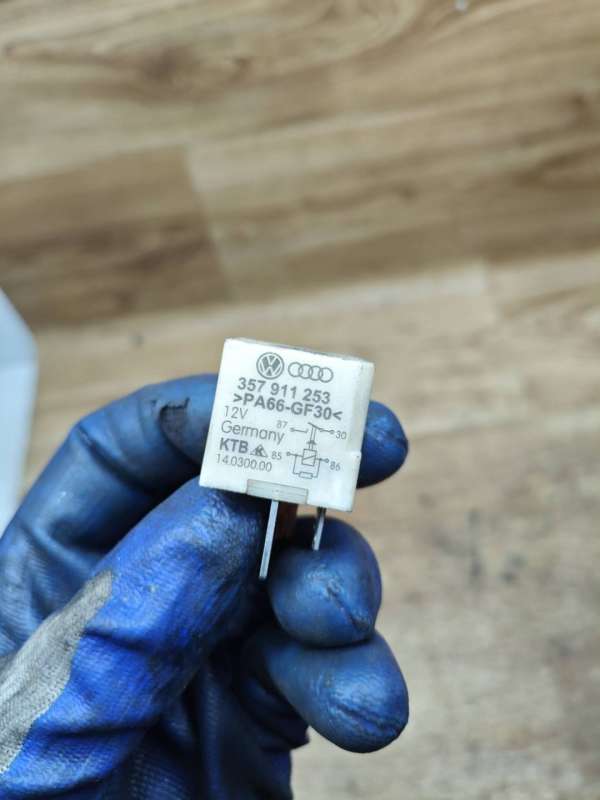 357 911 253
>PA66-GF30<
12V
87
30
Germany
KTB
85
86
14.0300.00